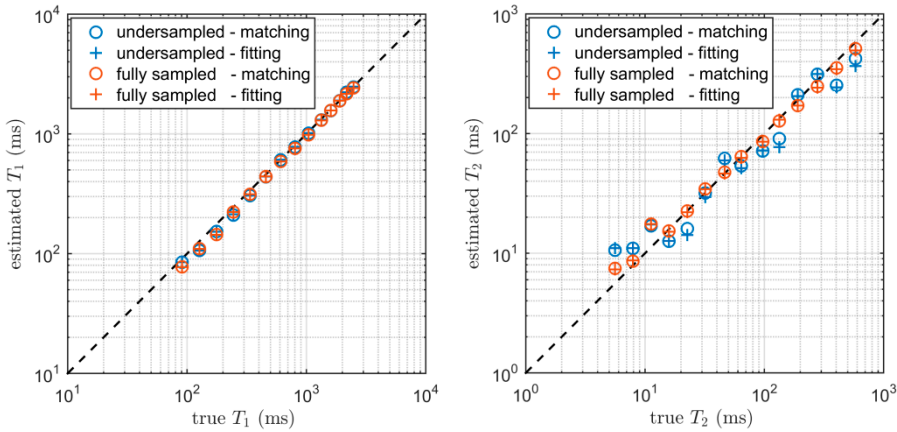 undersampled - matching
undersampled - fitting
fully sampled - matching
fully sampled - fitting
10^4
10^3
10^2
10^1
estimated T_1 (ms)
10^1 10^2 10^3 10^4
true T_1 (ms)
undersampled - matching
undersampled - fitting
fully sampled - matching
fully sampled - fitting
10^3
10^2
10^1
10^0
estimated T_2 (ms)
10^0 10^1 10^2 10^3
true T_2 (ms)